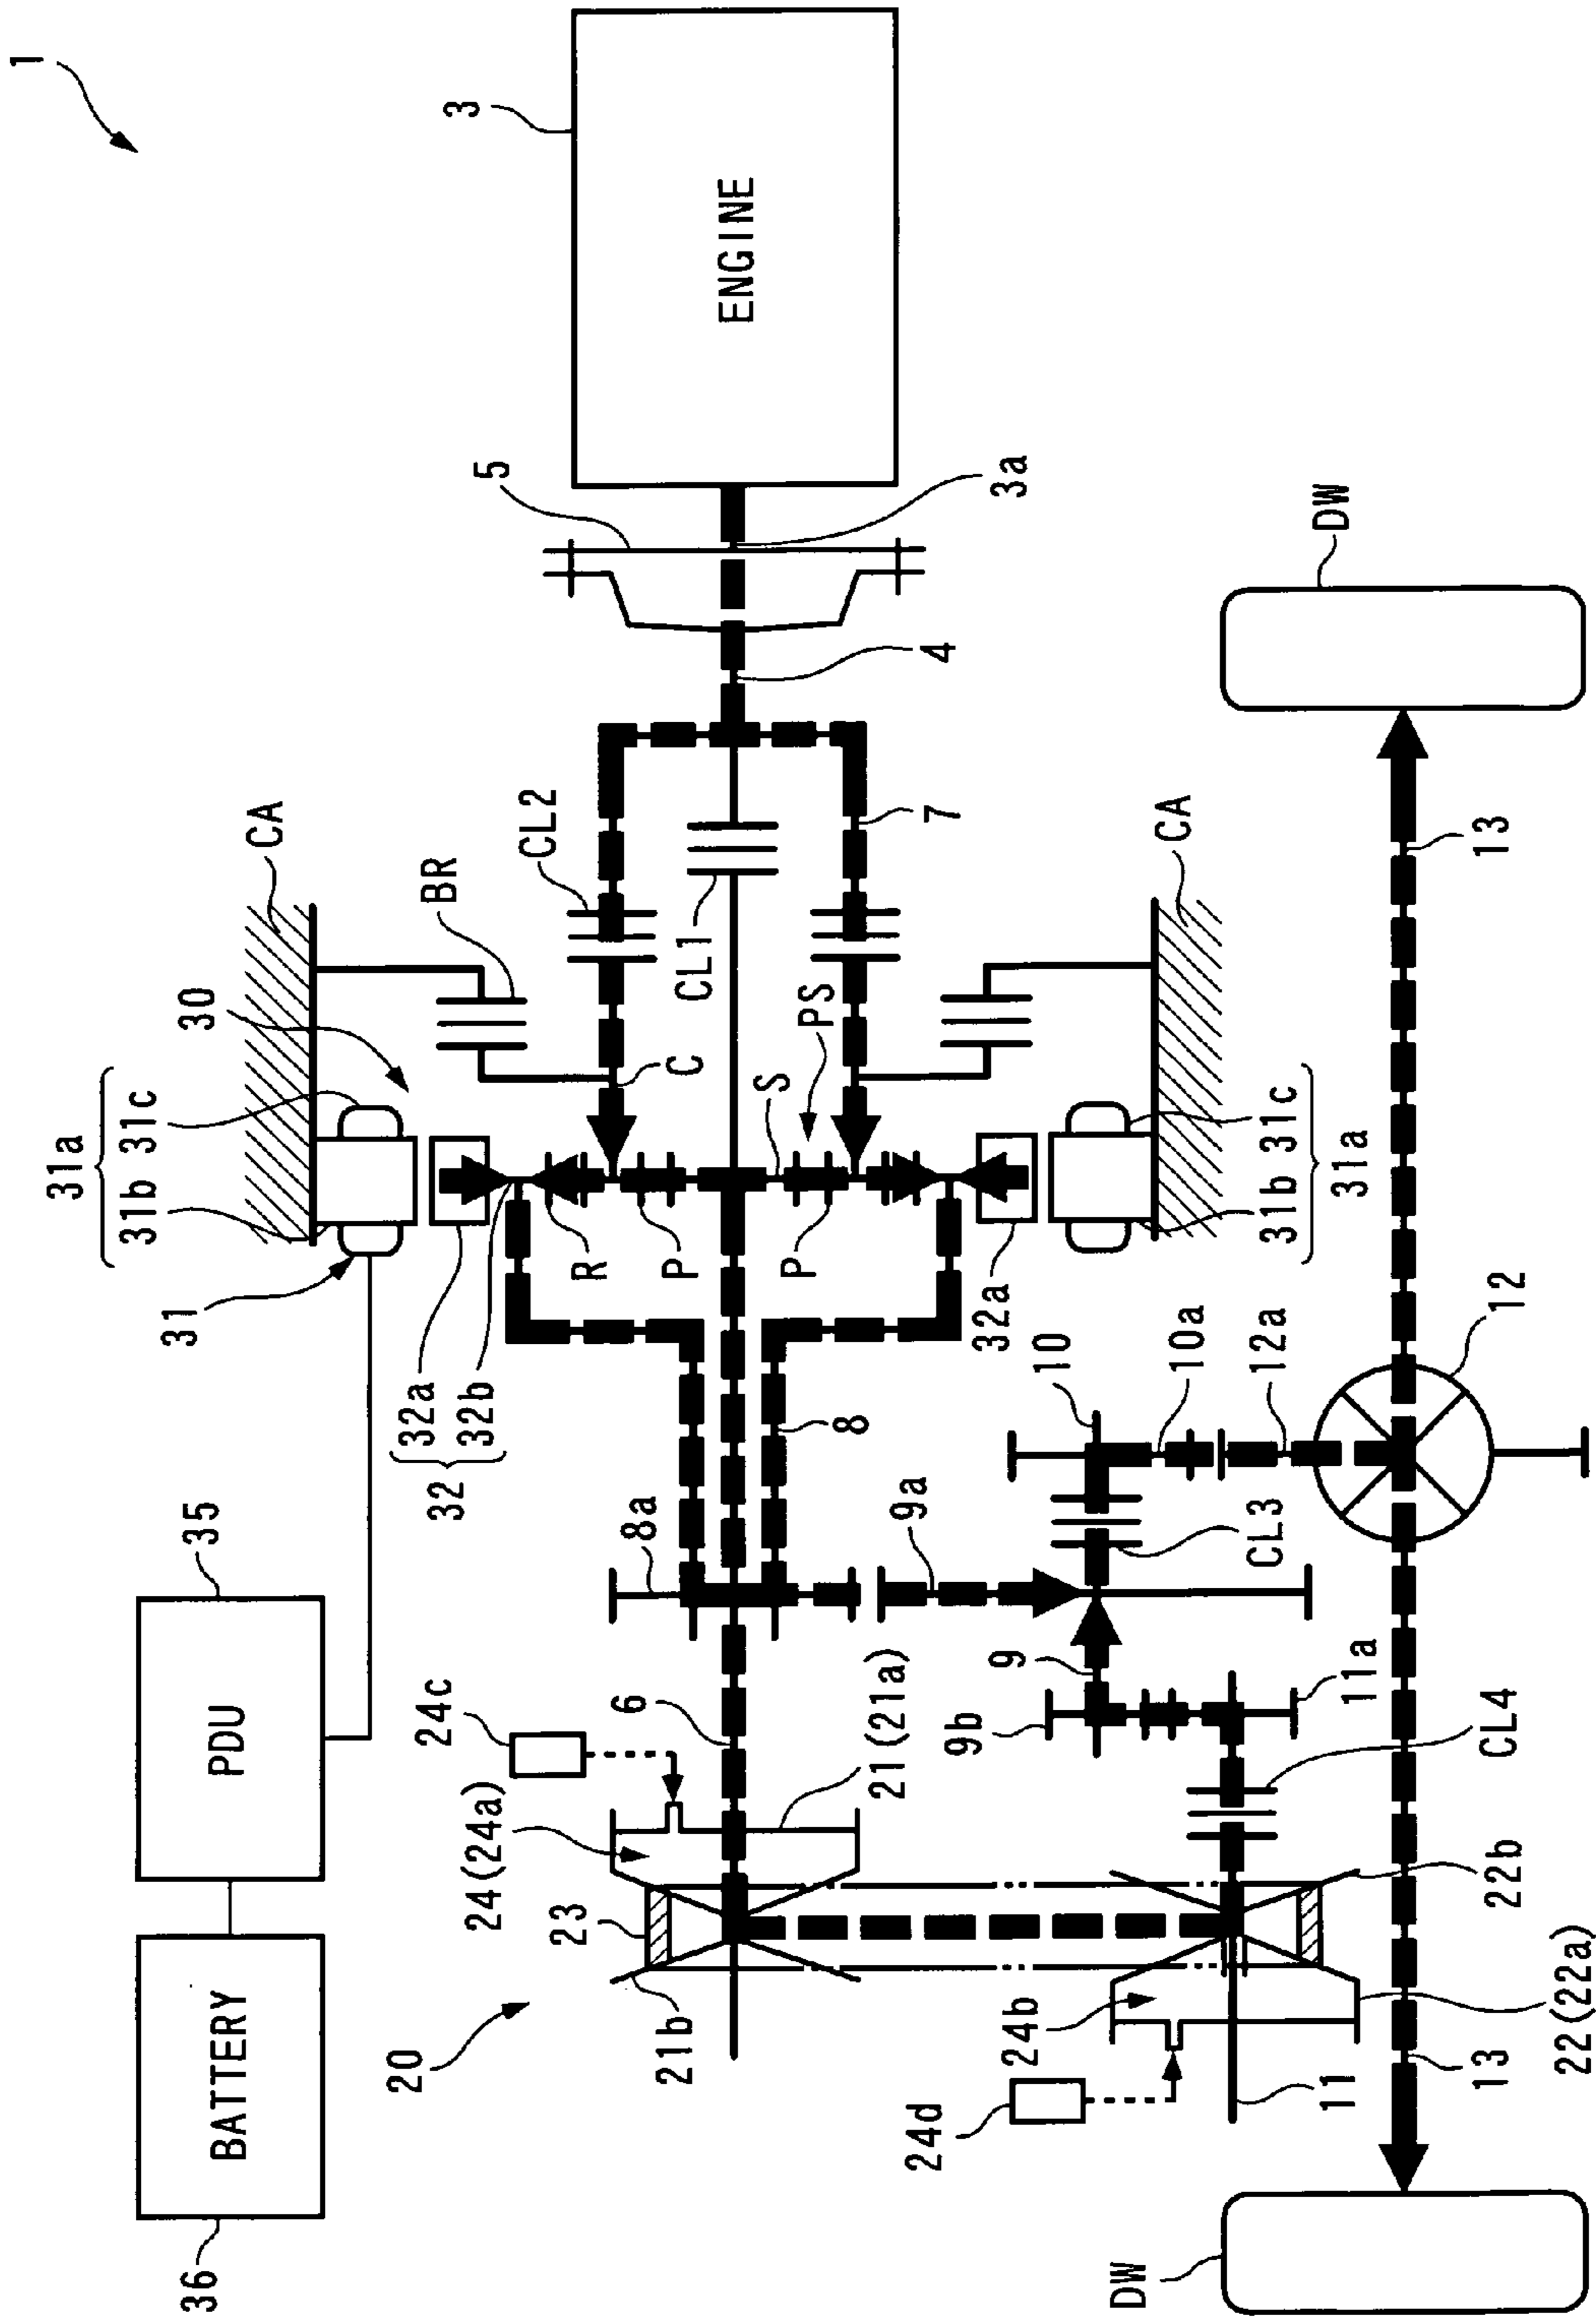 1
31a
31b 31c
36
35
30
BATTERY
PDU
CA
31
20
32a
24c
BR
32
3
24(24a)
32b
5
CL2
23
R
8a
21b
P
C
CL1
6
ENGINE
S
P
PS
8
21(21a)
24d
9a
7
4
9b
32a
9
3a
24b
10
DW
CA
10a
CL3
12a
31b 31c
DW
11
31a
11a
CL4
22b
12
13
13
22(22a)